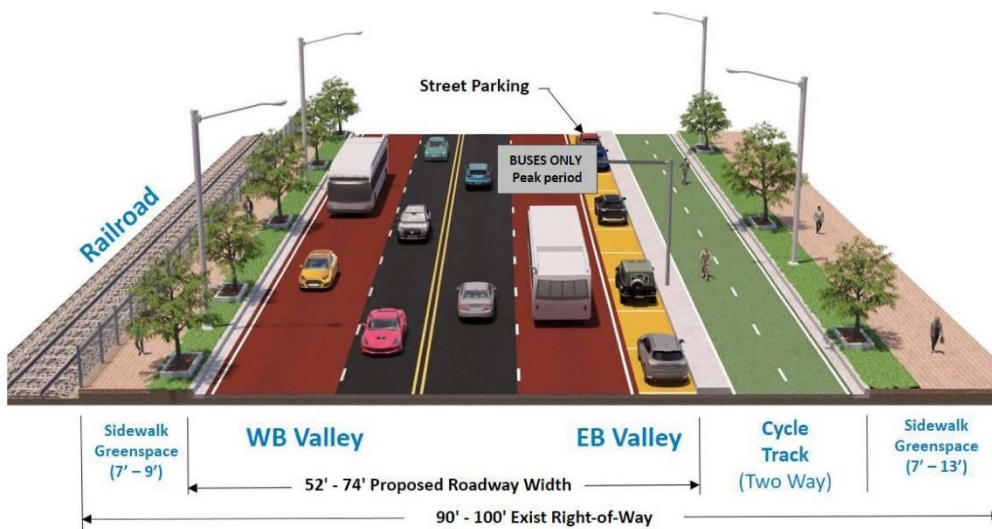 Street Parking
BUSES ONLY
Peak period
Railroad
Sidewalk
Greenspace
(7' – 9')
WB Valley
EB Valley
Cycle
Track
(Two Way)
Sidewalk
Greenspace
(7' – 13')
52' - 74' Proposed Roadway Width
90' - 100' Exist Right-of-Way